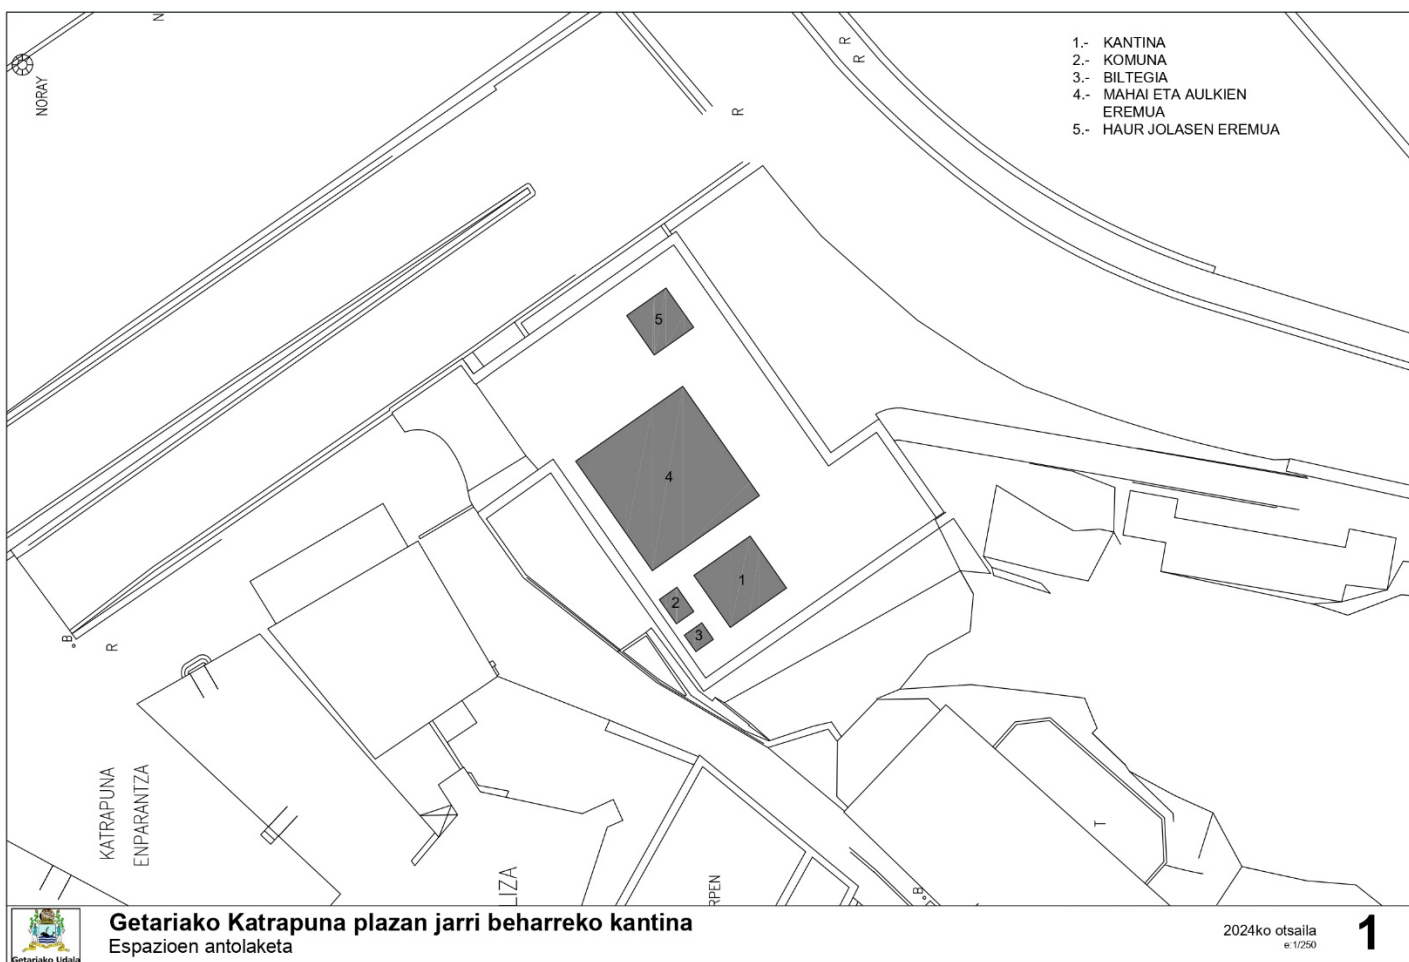 N
NORAY
R
R
R
1.- KANTINA
2.- KOMUNA
3.- BILTEGIA
4.- MAHAI ETA AULKIEN
EREMUA
5.- HAUR JOLASEN EREMUA
5
4
1
2
3
B
R
KATRAPUNA
ENPARANTZA
LIZA
RPEN
B
T
Getariako Udala
Getariako Katrapuna plazan jarri beharreko kantina
Espazioen antolaketa
2024ko otsaila
e:1/250
1